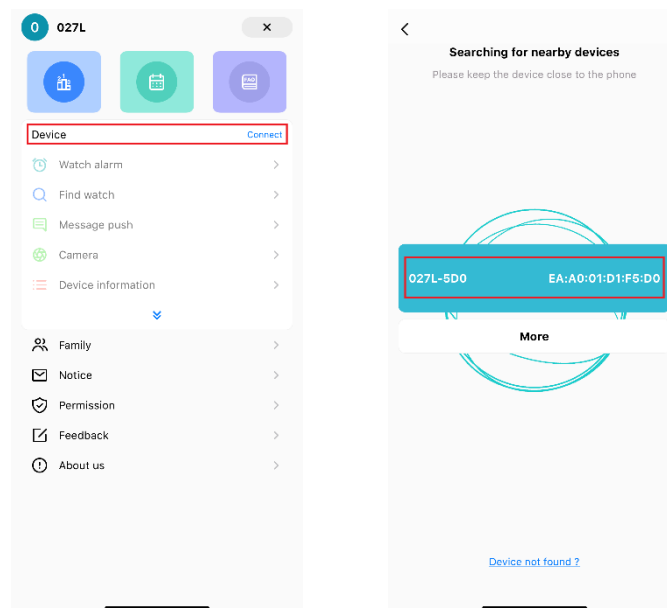 0 027L ×
FAQ
Device Connect
Watch alarm
Find watch
Message push
Camera
Device information
Family
Notice
Permission
Feedback
About us
Searching for nearby devices
Please keep the device close to the phone
027L-5D0 EA:A0:01:D1:F5:D0
More
Device not found ?